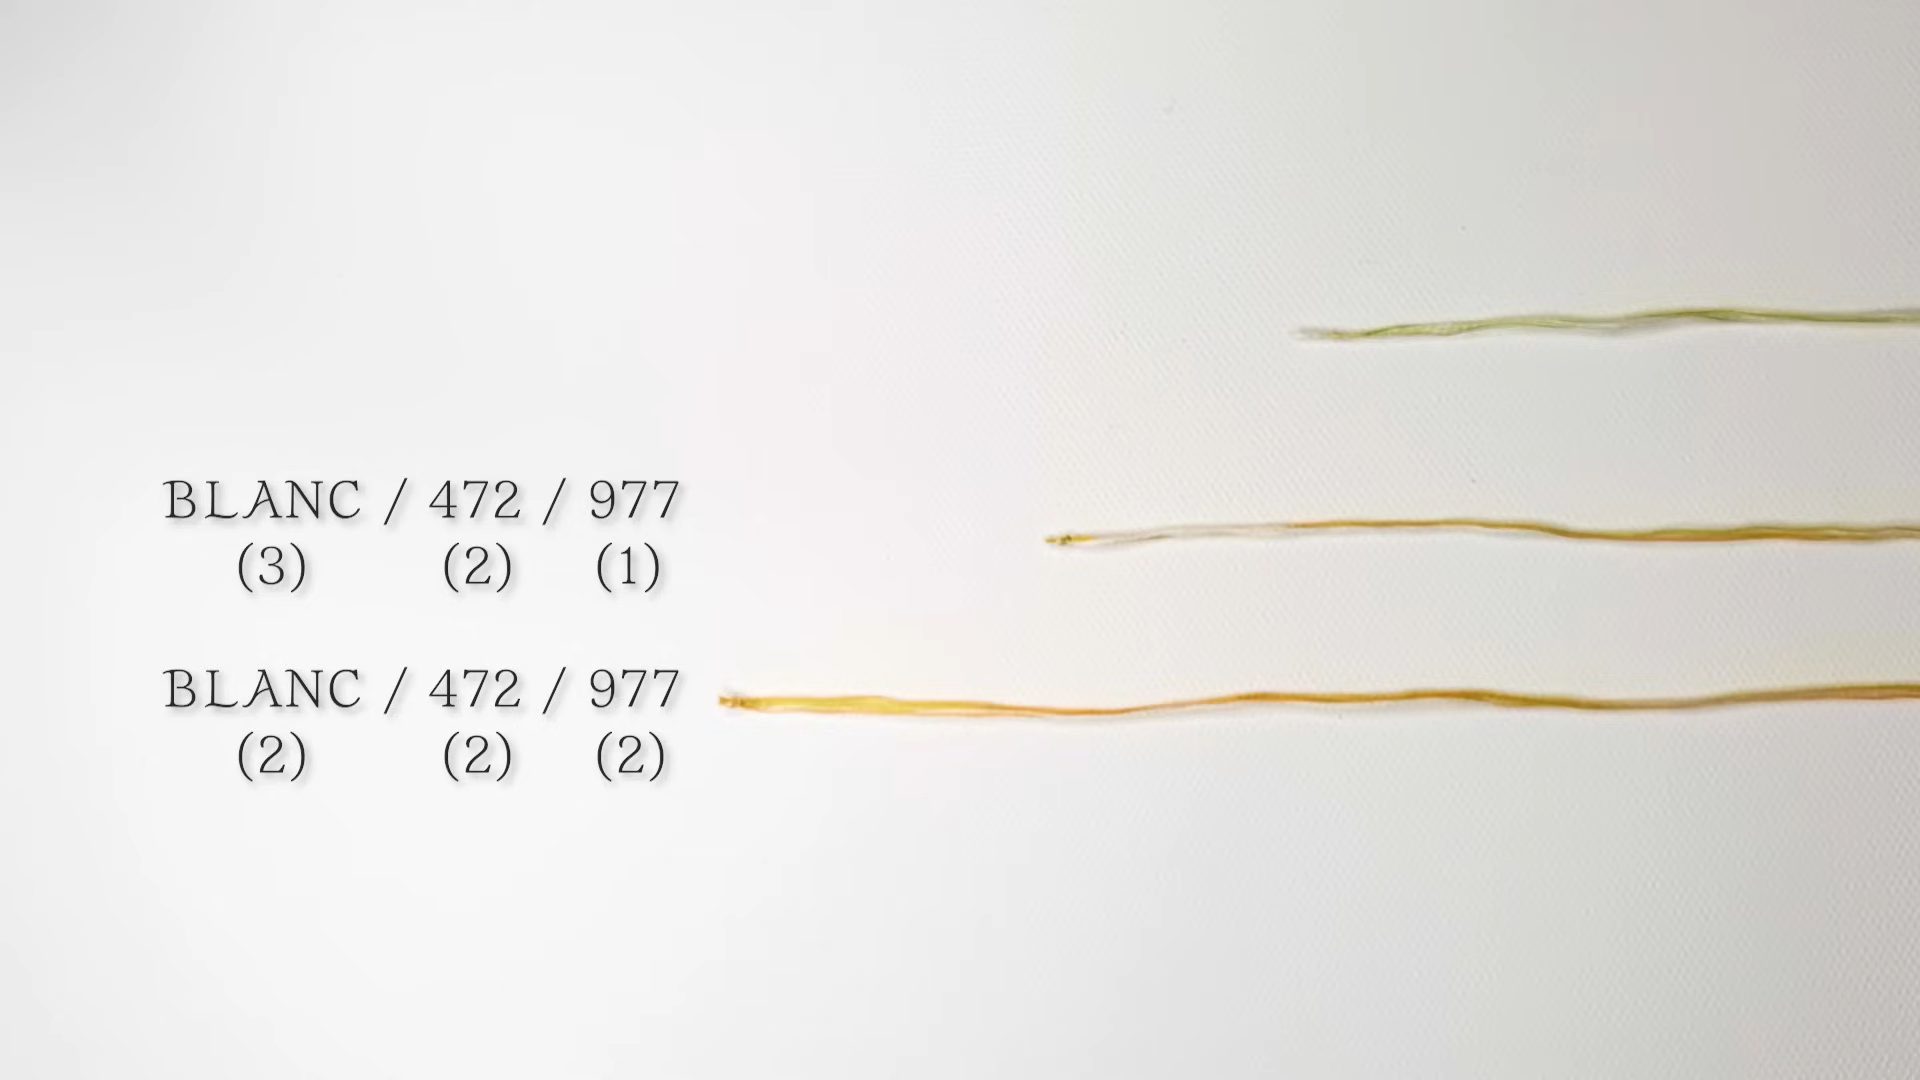 BLANC / 472 / 977
(3) (2) (1)
BLANC / 472 / 977
(2) (2) (2)